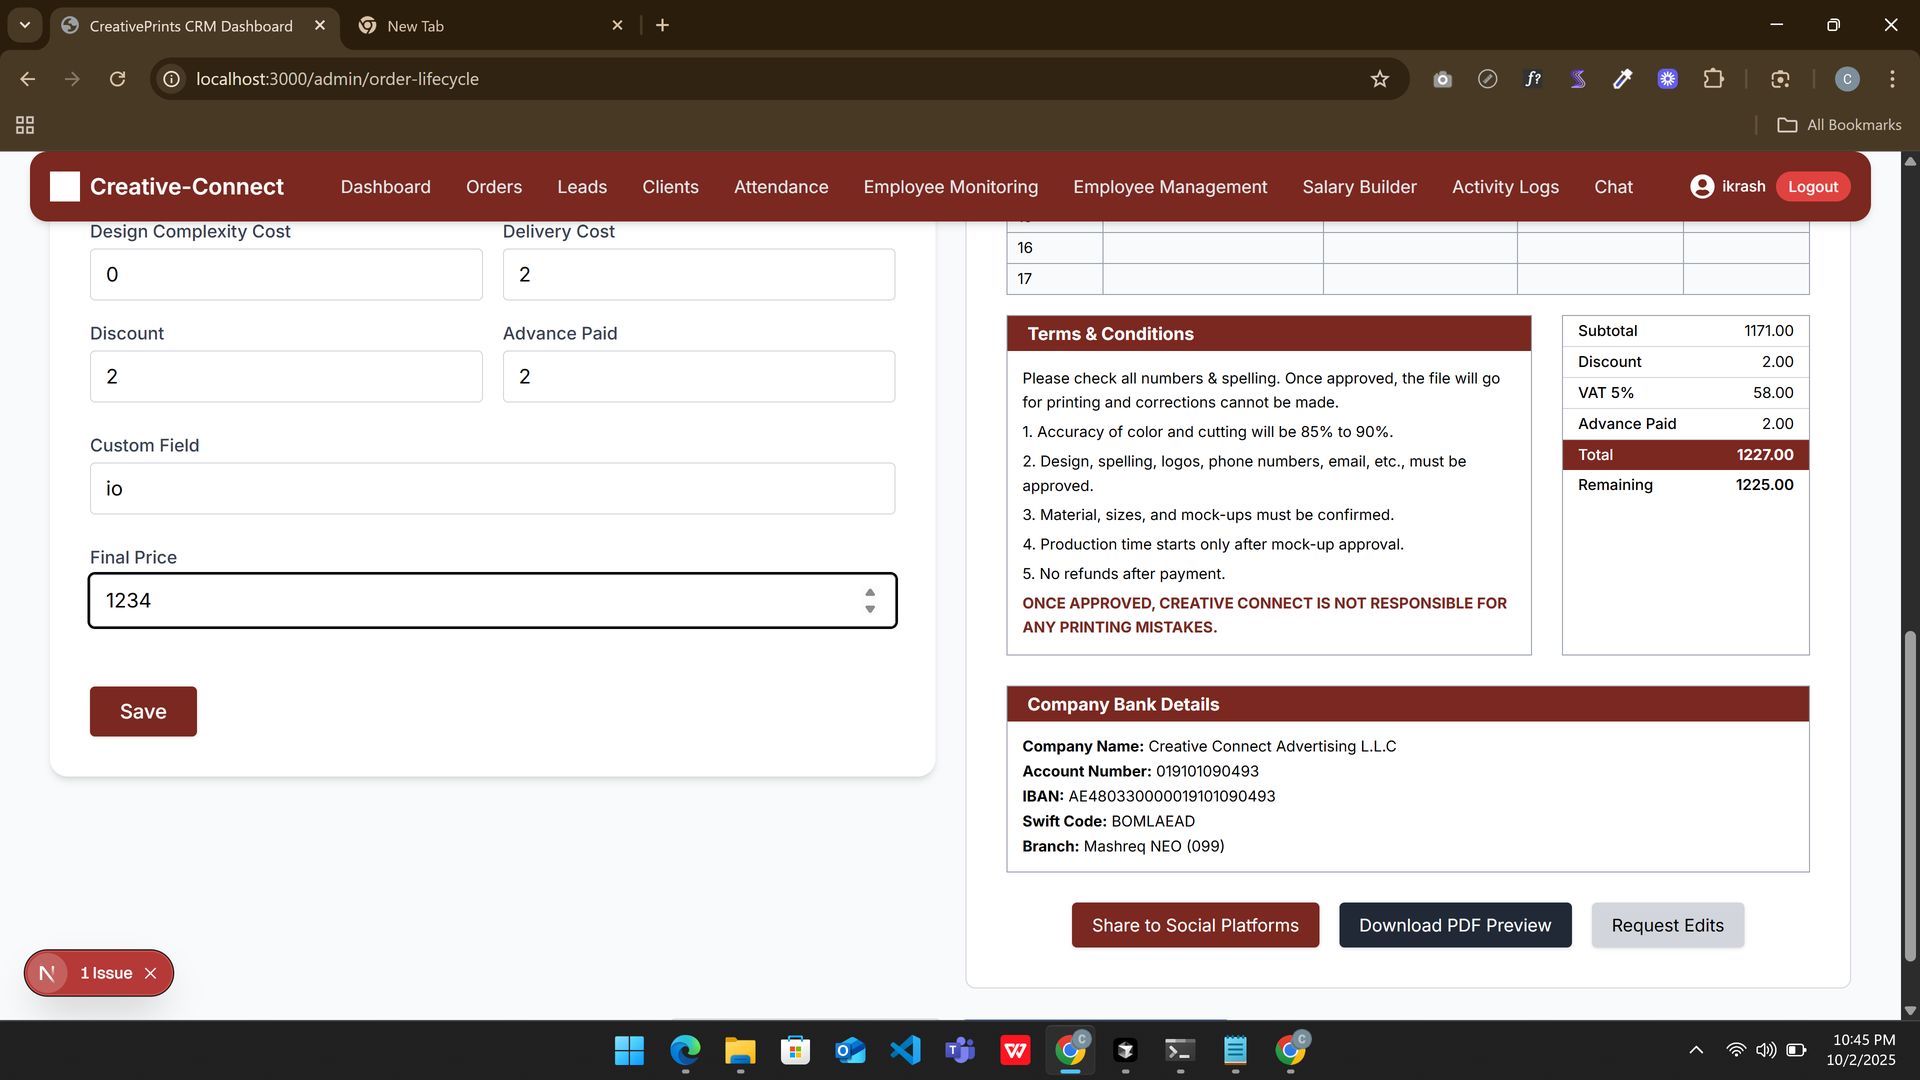 CreativePrints CRM Dashboard
New Tab
localhost:3000/admin/order-lifecycle
f?
C
All Bookmarks
Creative-Connect
Dashboard
Orders
Leads
Clients
Attendance
Employee Monitoring
Employee Management
Salary Builder
Activity Logs
Chat
ikrash
Logout
Design Complexity Cost
Delivery Cost
0
2
Discount
Advance Paid
2
2
Custom Field
io
Final Price
1234
Save
16
17
Terms & Conditions
Please check all numbers & spelling. Once approved, the file will go
for printing and corrections cannot be made.
1. Accuracy of color and cutting will be 85% to 90%.
2. Design, spelling, logos, phone numbers, email, etc., must be
approved.
3. Material, sizes, and mock-ups must be confirmed.
4. Production time starts only after mock-up approval.
5. No refunds after payment.
ONCE APPROVED, CREATIVE CONNECT IS NOT RESPONSIBLE FOR
ANY PRINTING MISTAKES.
Subtotal 1171.00
Discount 2.00
VAT 5% 58.00
Advance Paid 2.00
Total 1227.00
Remaining 1225.00
Company Bank Details
Company Name: Creative Connect Advertising L.L.C
Account Number: 019101090493
IBAN: AE480330000019101090493
Swift Code: BOMLAEAD
Branch: Mashreq NEO (099)
Share to Social Platforms
Download PDF Preview
Request Edits
N 1 Issue
10:45 PM
10/2/2025